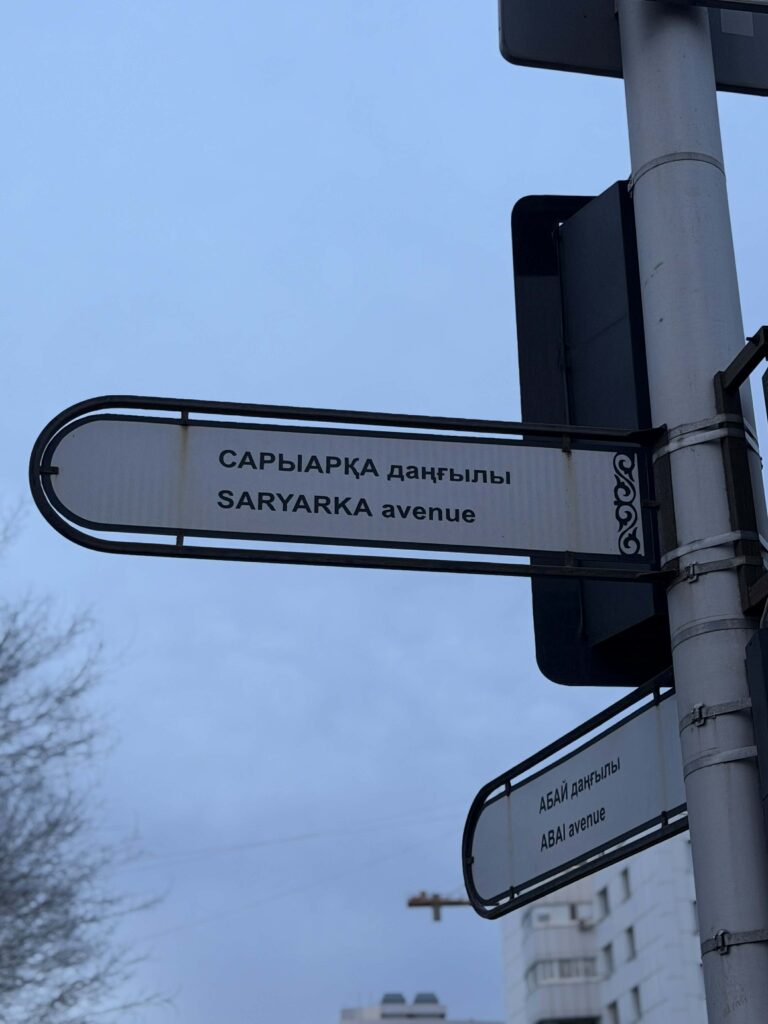 САРЫАРҚА даңғылы
SARYARKA avenue
АБАЙ даңғылы
ABAI avenue